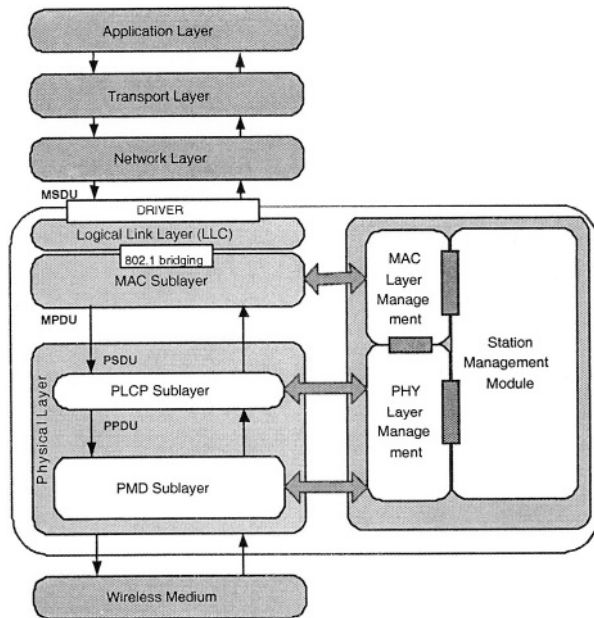 Application Layer
Transport Layer
Network Layer
MSDU
DRIVER
Logical Link Layer (LLC)
802.1 bridging
MAC Sublayer
MPDU
PSDU
PLCP Sublayer
PPDU
PMD Sublayer
Physical Layer
Wireless Medium
MAC
Layer
Manage
ment
PHY
Layer
Manage
ment
Station
Management
Module